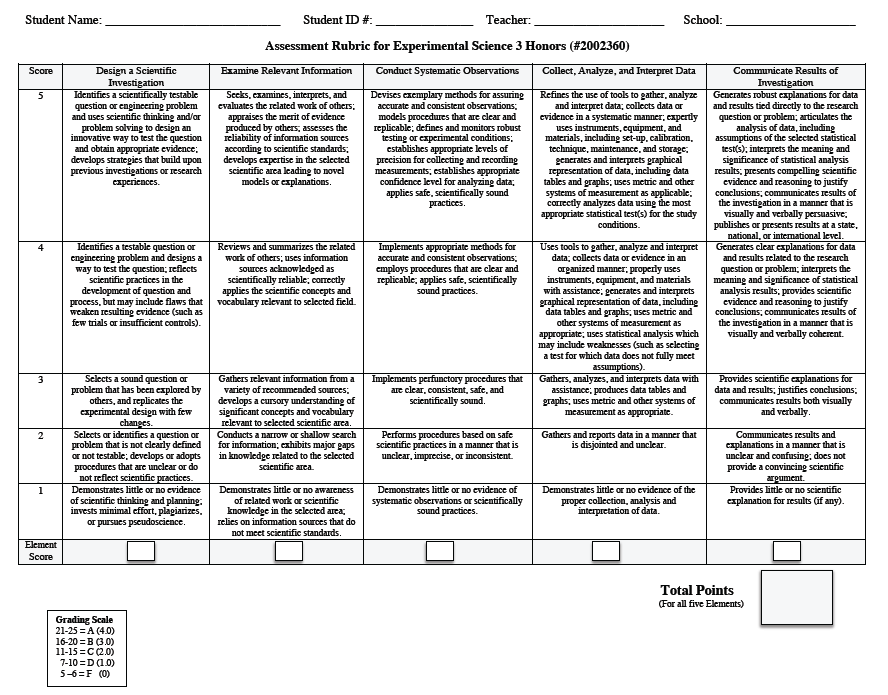 Student Name: ____________________________ Student ID #: ________________ Teacher: _____________________ School: _____________________
Assessment Rubric for Experimental Science 3 Honors (#2002360)
Score
Design a Scientific
Investigation
Examine Relevant Information
Conduct Systematic Observations
Collect, Analyze, and Interpret Data
Communicate Results of
Investigation
5
Identifies a scientifically testable
question or engineering problem
and uses scientific thinking and/or
problem solving to design an
innovative way to test the question
and obtain appropriate evidence;
develops strategies that build upon
previous investigations or research
experiences.
Seeks, examines, interprets, and
evaluates the related work of others;
appraises the merit of evidence
produced by others; assesses the
reliability of information sources
according to scientific standards;
develops expertise in the selected
scientific area leading to novel
models or explanations.
Devises exemplary methods for assuring
accurate and consistent observations;
models procedures that are clear and
replicable; defines and monitors robust
testing or experimental conditions;
establishes appropriate levels of
precision for collecting and recording
measurements; establishes appropriate
confidence level for analyzing data;
applies safe, scientifically sound
practices.
Refines the use of tools to gather, analyze
and interpret data; collects data or
evidence in a systematic manner; expertly
uses instruments, equipment, and
materials, including set-up, calibration,
technique, maintenance, and storage;
generates and interprets graphical
representation of data, including data
tables and graphs; uses metric and other
systems of measurement as applicable;
correctly analyzes data using the most
appropriate statistical test(s) for the study
conditions.
Generates robust explanations for data
and results tied directly to the research
question or problem; articulates the
analysis of data, including
assumptions of the selected statistical
test(s); interprets the meaning and
significance of statistical analysis
results; presents compelling scientific
evidence and reasoning to justify
conclusions; communicates results of
the investigation in a manner that is
visually and verbally persuasive;
publishes or presents results at a state,
national, or international level.
4
Identifies a testable question or
engineering problem and designs a
way to test the question; reflects
scientific practices in the
development of question and
process, but may include flaws that
weaken resulting evidence (such as
few trials or insufficient controls).
Reviews and summarizes the related
work of others; uses information
sources acknowledged as
scientifically reliable; correctly
applies the scientific concepts and
vocabulary relevant to selected field.
Implements appropriate methods for
accurate and consistent observations;
employs procedures that are clear and
replicable; applies safe, scientifically
sound practices.
Uses tools to gather, analyze and interpret
data; collects data or evidence in an
organized manner; properly uses
instruments, equipment, and materials
with assistance; generates and interprets
graphical representation of data, including
data tables and graphs; uses metric and
other systems of measurement as
appropriate; uses statistical analysis which
may include weaknesses (such as selecting
a test for which data does not fully meet
assumptions).
Generates clear explanations for data
and results related to the research
question or problem; interprets the
meaning and significance of statistical
analysis results; provides scientific
evidence and reasoning to justify
conclusions; communicates results of
the investigation in a manner that is
visually and verbally coherent.
3
Selects a sound question or
problem that has been explored by
others, and replicates the
experimental design with few
changes.
Gathers relevant information from a
variety of recommended sources;
develops a cursory understanding of
significant concepts and vocabulary
relevant to selected scientific area.
Implements perfunctory procedures that
are clear, consistent, safe, and
scientifically sound.
Gathers, analyzes, and interprets data with
assistance; produces data tables and
graphs; uses metric and other systems of
measurement as appropriate.
Provides scientific explanations for
data and results; justifies conclusions;
communicates results both visually
and verbally.
2
Selects or identifies a question or
problem that is not clearly defined
or not testable; develops or adopts
procedures that are unclear or do
not reflect scientific practices.
Conducts a narrow or shallow search
for information; exhibits major gaps
in knowledge related to the selected
scientific area.
Performs procedures based on safe
scientific practices in a manner that is
unclear, imprecise, or inconsistent.
Gathers and reports data in a manner that
is disjointed and unclear.
Communicates results and
explanations in a manner that is
unclear and confusing; does not
provide a convincing scientific
argument.
1
Demonstrates little or no evidence
of scientific thinking and planning;
invests minimal effort, plagiarizes,
or pursues pseudoscience.
Demonstrates little or no awareness
of related work or scientific
knowledge in the selected area;
relies on information sources that do
not meet scientific standards.
Demonstrates little or no evidence of
systematic observations or scientifically
sound practices.
Demonstrates little or no evidence of the
proper collection, analysis and
interpretation of data.
Provides little or no scientific
explanation for results (if any).
Element
Score
Total Points
(For all five Elements)
Grading Scale
21-25 = A (4.0)
16-20 = B (3.0)
11-15 = C (2.0)
7-10 = D (1.0)
5 –6 = F (0)